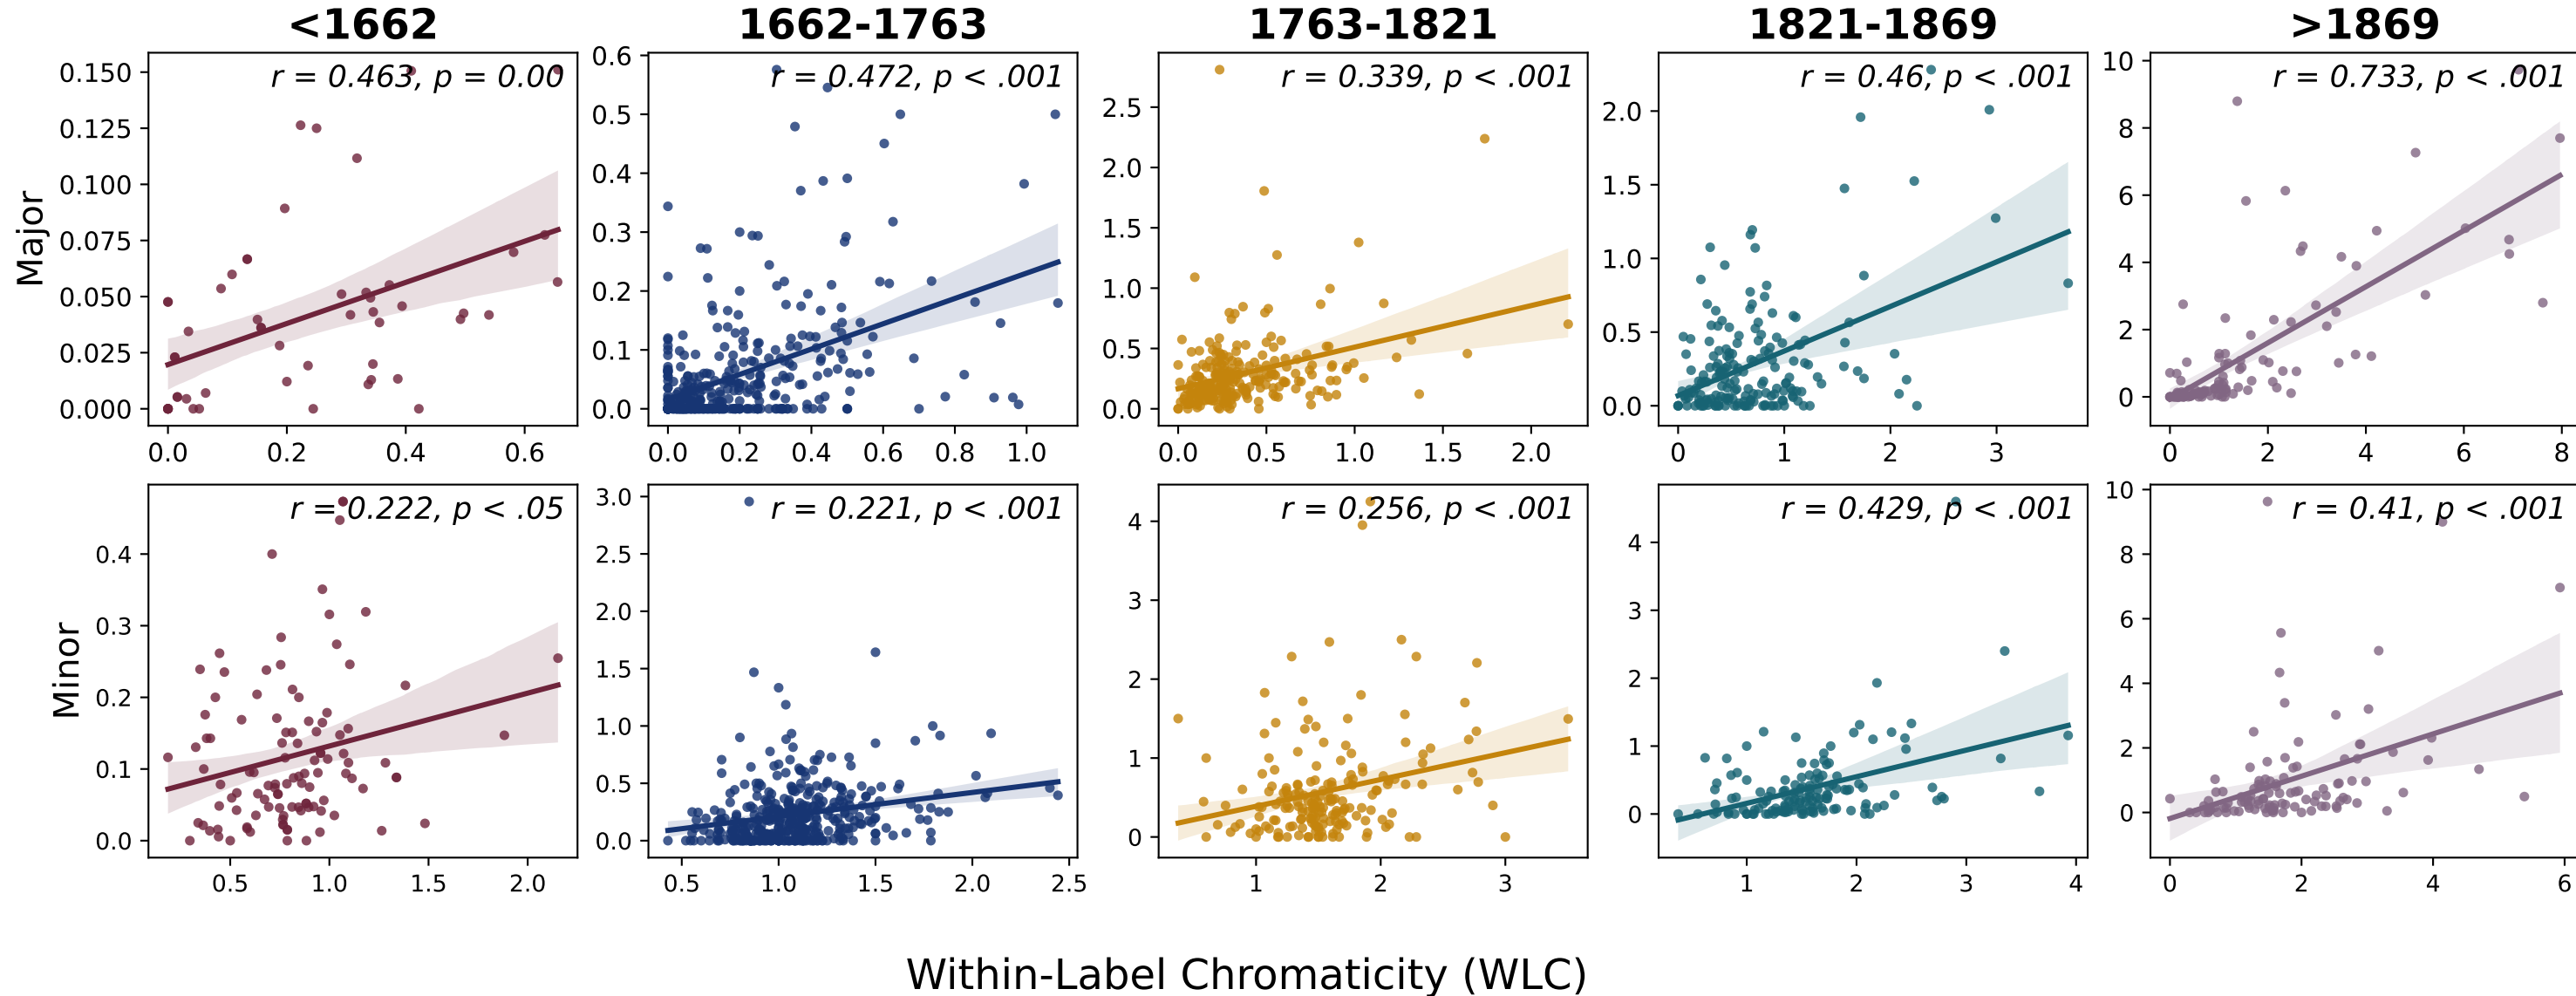 <1662 1662-1763 1763-1821 1821-1869 >1869
Major
r = 0.463, p = 0.00
0.150
0.125
0.100
0.075
0.050
0.025
0.000
0.0 0.2 0.4 0.6
r = 0.472, p < .001
0.6
0.5
0.4
0.3
0.2
0.1
0.0
0.0 0.2 0.4 0.6 0.8 1.0
r = 0.339, p < .001
2.5
2.0
1.5
1.0
0.5
0.0
0.0 0.5 1.0 1.5 2.0
r = 0.46, p < .001
2.0
1.5
1.0
0.5
0.0
0 1 2 3
r = 0.733, p < .001
10
8
6
4
2
0
0 2 4 6 8
Minor
r = 0.222, p < .05
0.4
0.3
0.2
0.1
0.0
0.5 1.0 1.5 2.0
r = 0.221, p < .001
3.0
2.5
2.0
1.5
1.0
0.5
0.0
0.5 1.0 1.5 2.0 2.5
r = 0.256, p < .001
4
3
2
1
0
1 2 3
r = 0.429, p < .001
4
3
2
1
0
1 2 3 4
r = 0.41, p < .001
10
8
6
4
2
0
0 2 4 6
Within-Label Chromaticity (WLC)